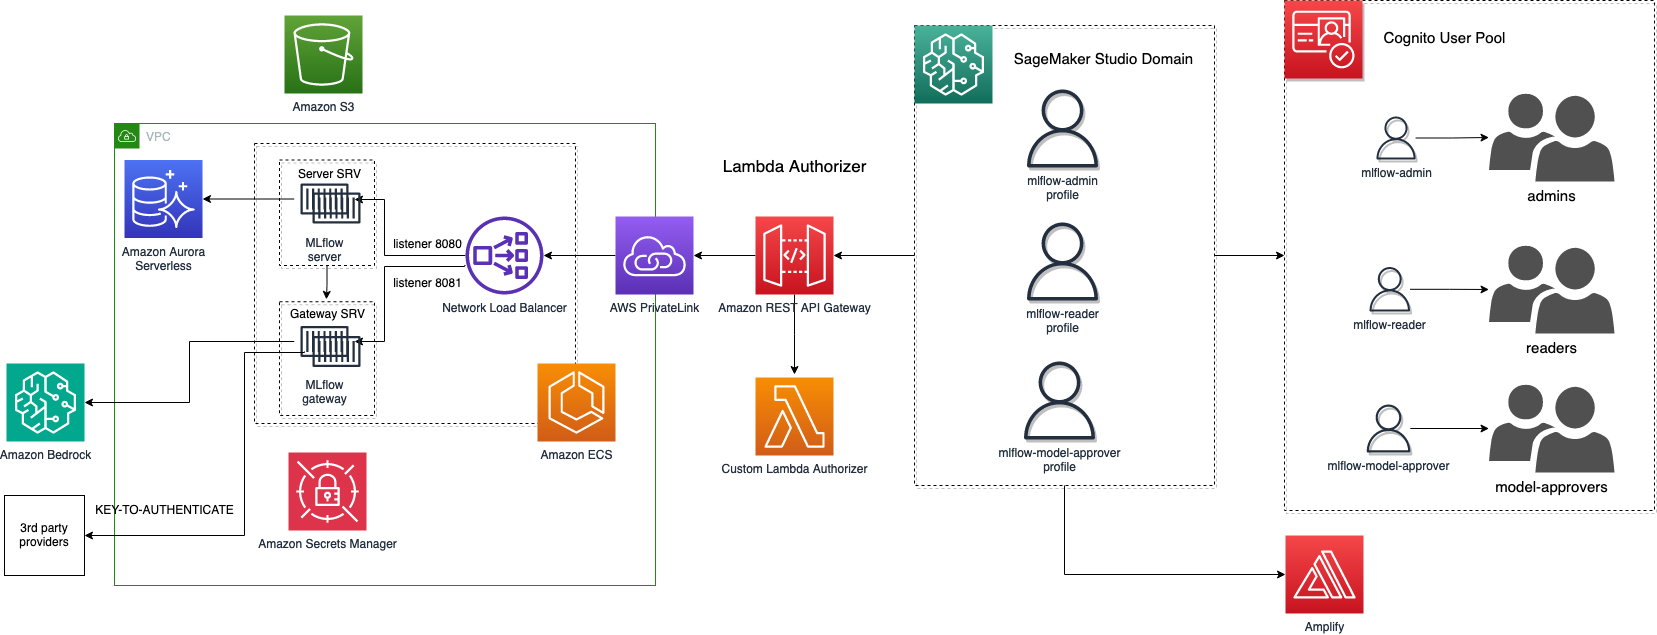 Amazon S3
VPC
Server SRV
MLflow
server
Amazon Aurora
Serverless
listener 8080
listener 8081
Network Load Balancer
Gateway SRV
MLflow
gateway
Amazon Bedrock
Amazon ECS
KEY-TO-AUTHENTICATE
3rd party
providers
Amazon Secrets Manager
Lambda Authorizer
AWS PrivateLink
Amazon REST API Gateway
Custom Lambda Authorizer
SageMaker Studio Domain
mlflow-admin
profile
mlflow-reader
profile
mlflow-model-approver
profile
Cognito User Pool
mlflow-admin
admins
mlflow-reader
readers
mlflow-model-approver
model-approvers
Amplify